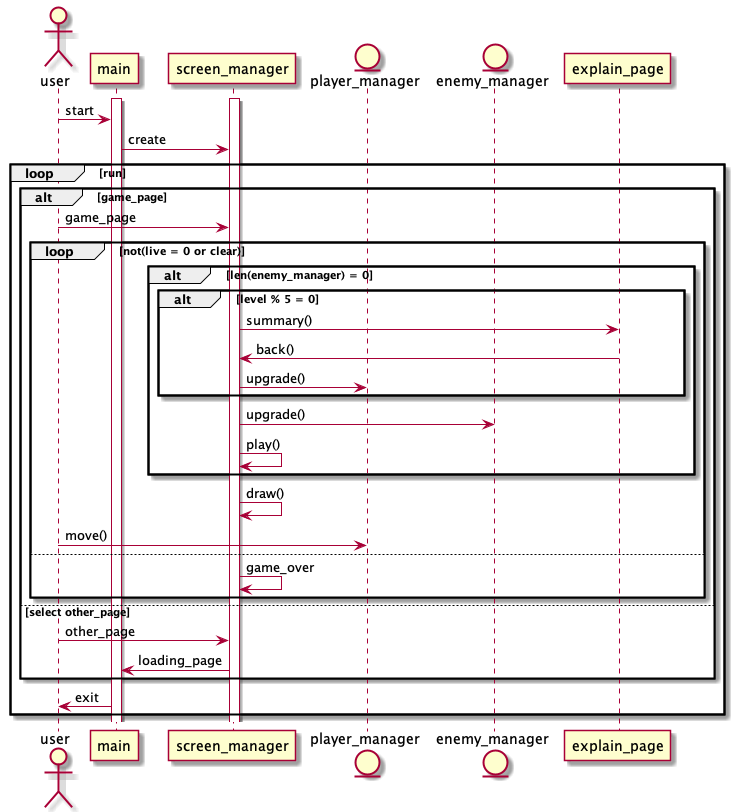 user
main
screen_manager
player_manager
enemy_manager
explain_page
start
create
loop [run]
alt [game_page]
game_page
loop [not(live = 0 or clear)]
alt [len(enemy_manager) = 0]
alt [level % 5 = 0]
summary()
back()
upgrade()
upgrade()
play()
draw()
move()
game_over
[select other_page]
other_page
loading_page
exit
user
main
screen_manager
player_manager
enemy_manager
explain_page